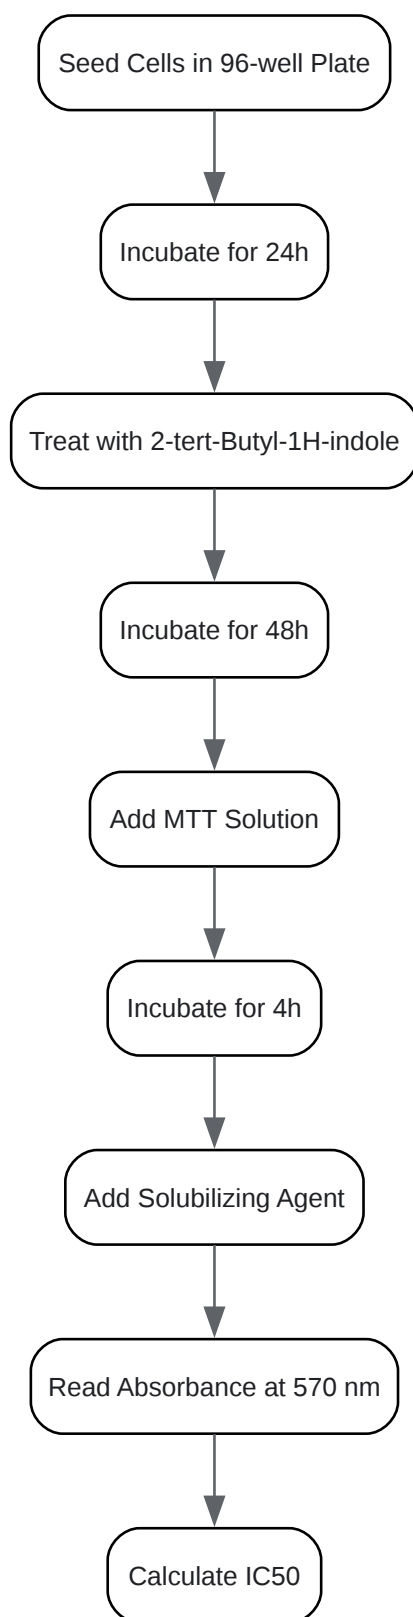 Seed Cells in 96-well Plate
Incubate for 24h
Treat with 2-tert-Butyl-1H-indole
Incubate for 48h
Add MTT Solution
Incubate for 4h
Add Solubilizing Agent
Read Absorbance at 570 nm
Calculate IC50